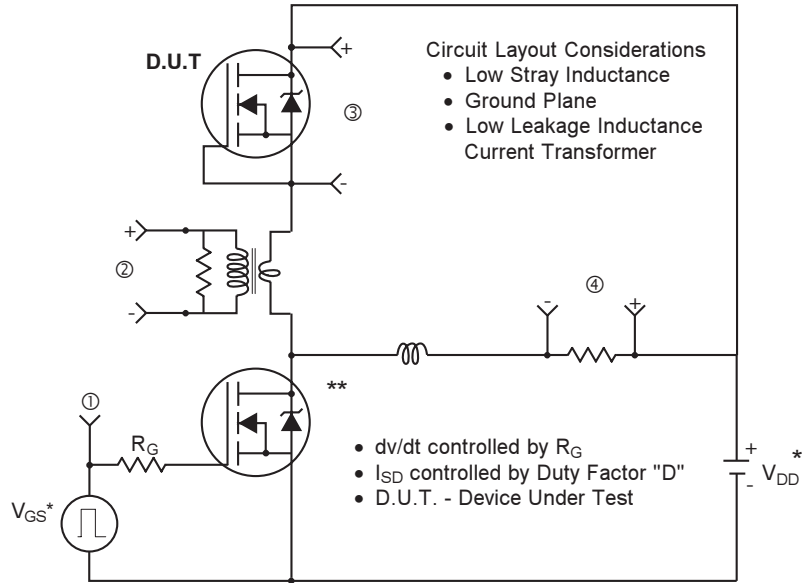 D.U.T
+
-
③
Circuit Layout Considerations
• Low Stray Inductance
• Ground Plane
• Low Leakage Inductance
Current Transformer
+
②
-
-
④
+
**
①
R_G
V_GS*
• dv/dt controlled by R_G
• I_SD controlled by Duty Factor "D"
• D.U.T. - Device Under Test
+
-
V_DD*